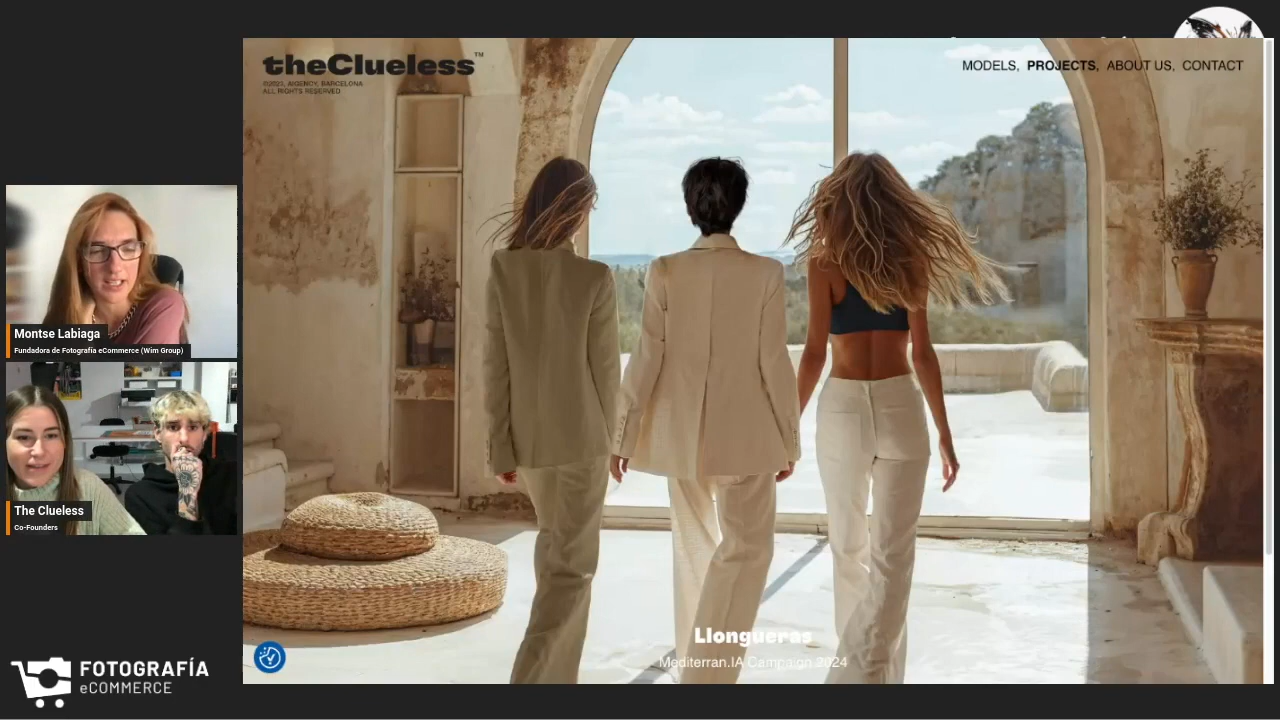 theCluelessTM
©2023, AIGENCY, BARCELONA
ALL RIGHTS RESERVED
MODELS, PROJECTS, ABOUT US, CONTACT
Montse Labiaga
Fundadora de Fotografía eCommerce (Wim Group)
The Clueless
Co-Founders
Llongueras
Mediterran.IA Campaign 2024
FOTOGRAFÍA
eCOMMERCE